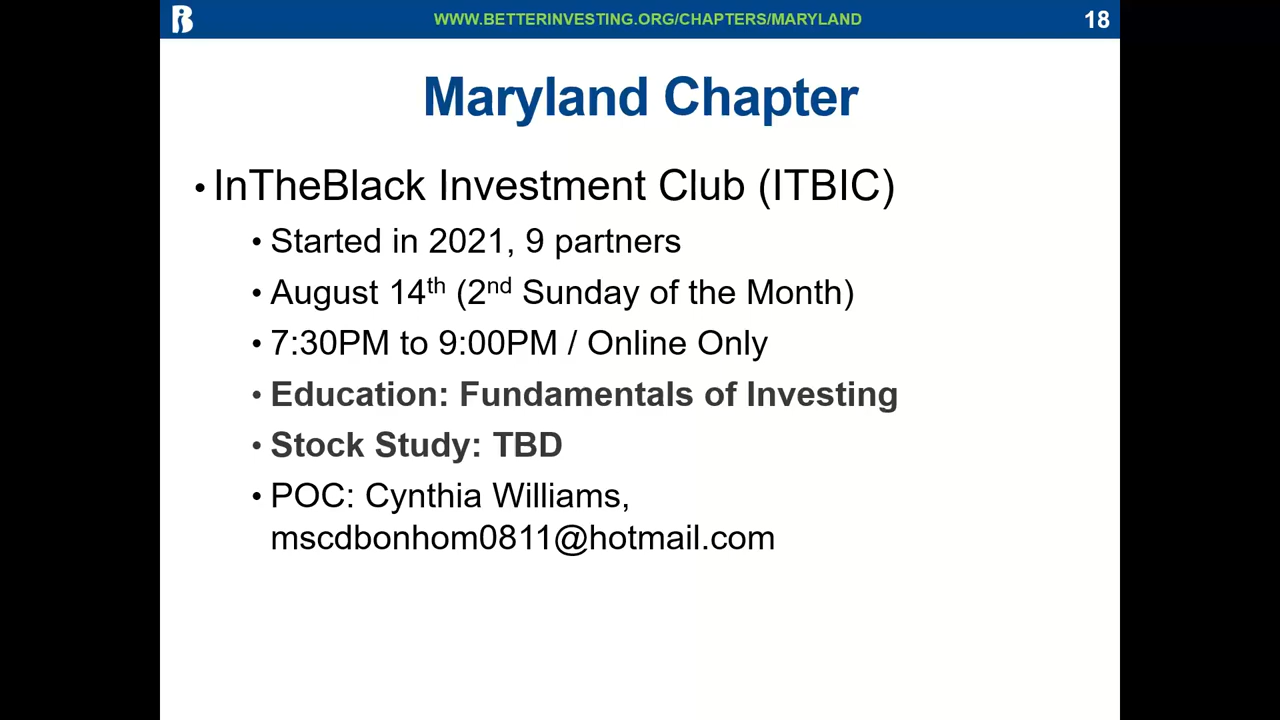 WWW.BETTERINVESTING.ORG/CHAPTERS/MARYLAND
18
Maryland Chapter
• InTheBlack Investment Club (ITBIC)
• Started in 2021, 9 partners
• August 14th (2nd Sunday of the Month)
• 7:30PM to 9:00PM / Online Only
• Education: Fundamentals of Investing
• Stock Study: TBD
• POC: Cynthia Williams,
mscdbonhom0811@hotmail.com